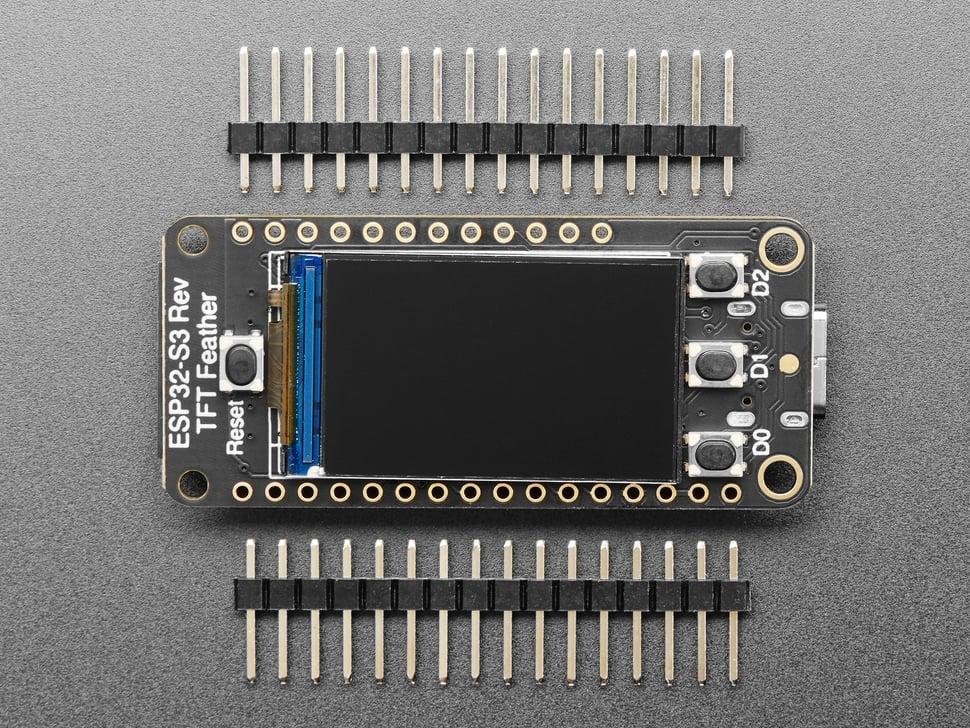 ESP32-S3 Rev
TFT Feather
Reset
D2
D1
D0